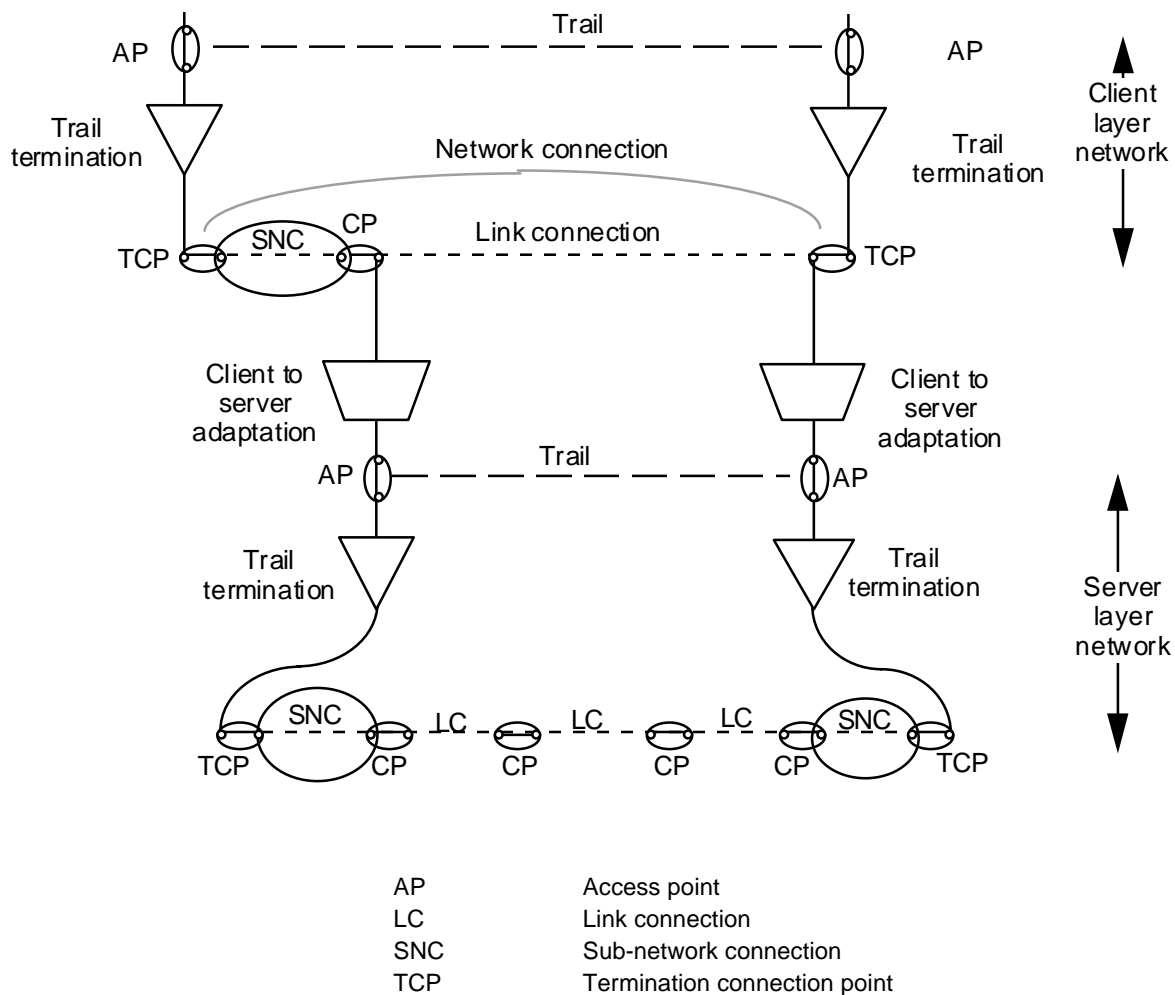 Trail
AP
AP
Client
layer
network
Trail
termination
Trail
termination
Network connection
CP
SNC
Link connection
TCP
TCP
Client to
server
adaptation
Client to
server
adaptation
Trail
AP
AP
Trail
termination
Trail
termination
Server
layer
network
SNC
LC
LC
LC
SNC
TCP
CP
CP
CP
CP
TCP
AP Access point
LC Link connection
SNC Sub-network connection
TCP Termination connection point